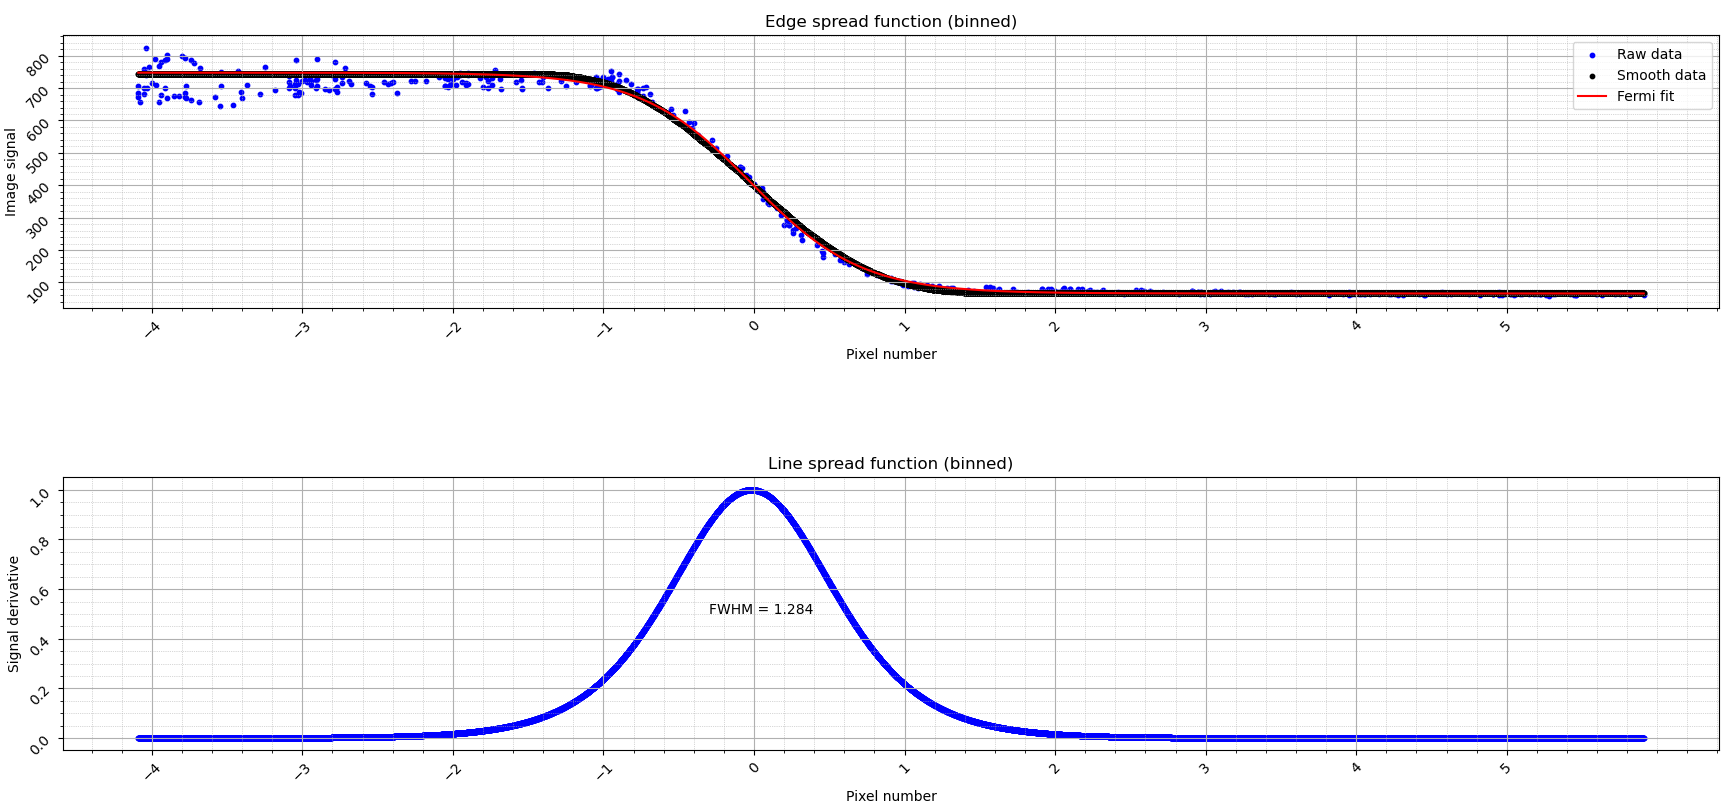 Edge spread function (binned)
800
700
600
500
400
300
200
100
Image signal
Raw data
Smooth data
Fermi fit
−4 −3 −2 −1 0 1 2 3 4 5
Pixel number
Line spread function (binned)
1.0
0.8
0.6
0.4
0.2
0.0
Signal derivative
FWHM = 1.284
−4 −3 −2 −1 0 1 2 3 4 5
Pixel number